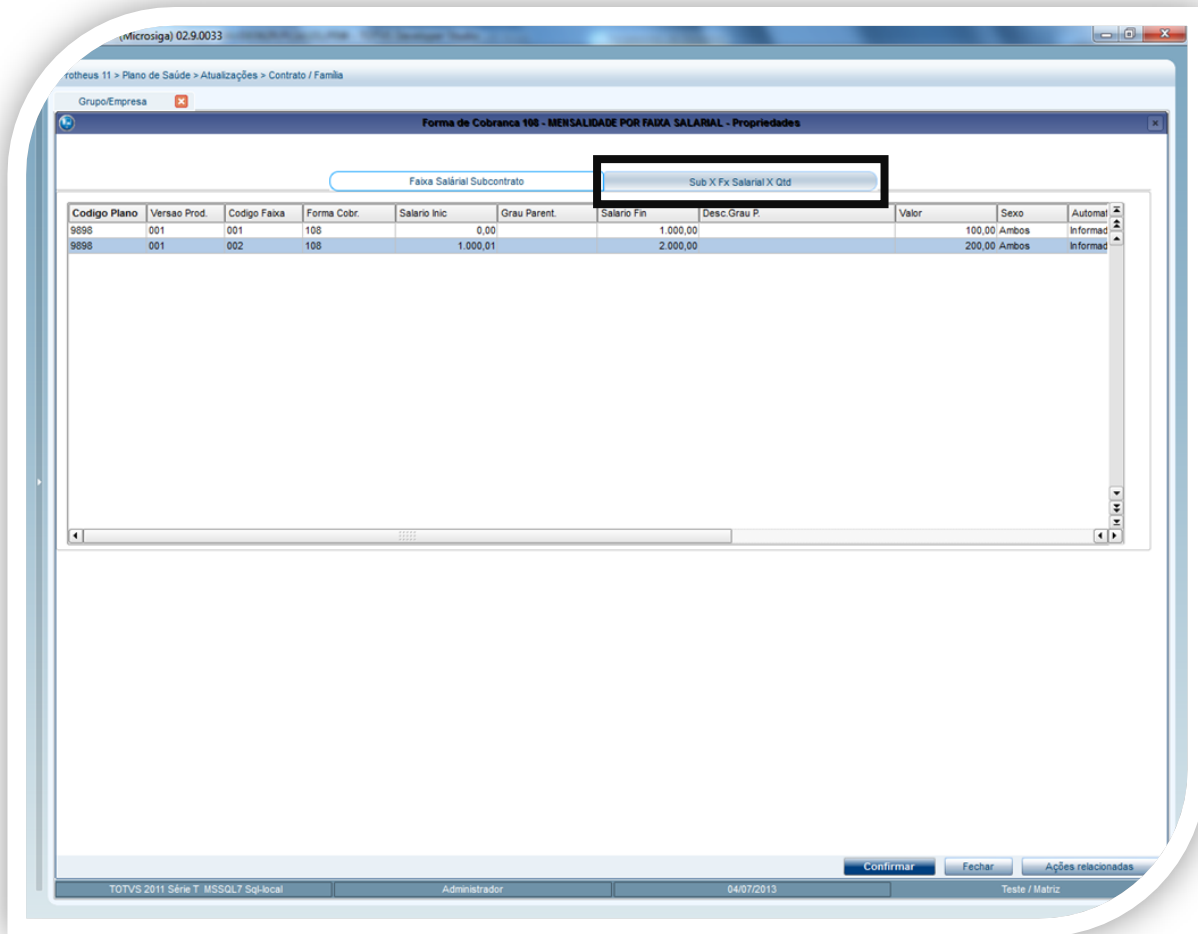 (Microsiga) 02.9.0033
rotheus 11 > Plano de Saúde > Atualizações > Contrato / Família
Grupo/Empresa
Forma de Cobranca 108 - MENSALIDADE POR FAIXA SALARIAL - Propriedades
Faixa Salárial Subcontrato Sub X Fx Salarial X Qtd
Codigo Plano Versao Prod. Codigo Faixa Forma Cobr. Salario Inic Grau Parent. Salario Fin Desc.Grau P. Valor Sexo Automat
9898 001 001 108 0,00 1.000,00 100,00 Ambos Informad
9898 001 002 108 1.000,01 2.000,00 200,00 Ambos Informad
Confirmar Fechar Ações relacionadas
TOTVS 2011 Série T MSSQL7 Sql-local Administrador 04/07/2013 Teste / Matriz